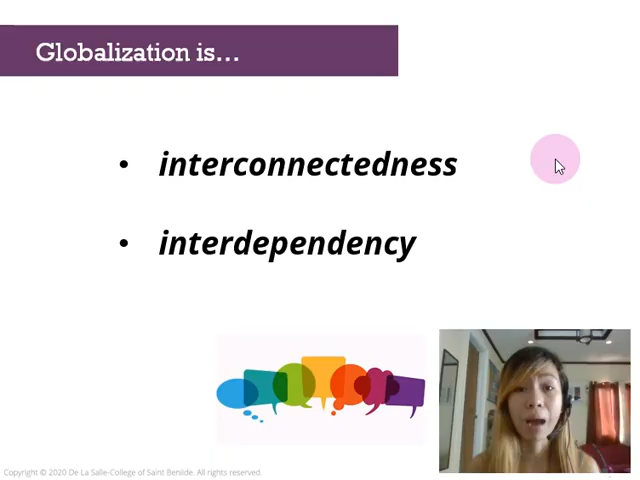 Globalization is...
• interconnectedness
• interdependency
Copyright © 2020 De La Salle-College of Saint Benilde. All rights reserved.